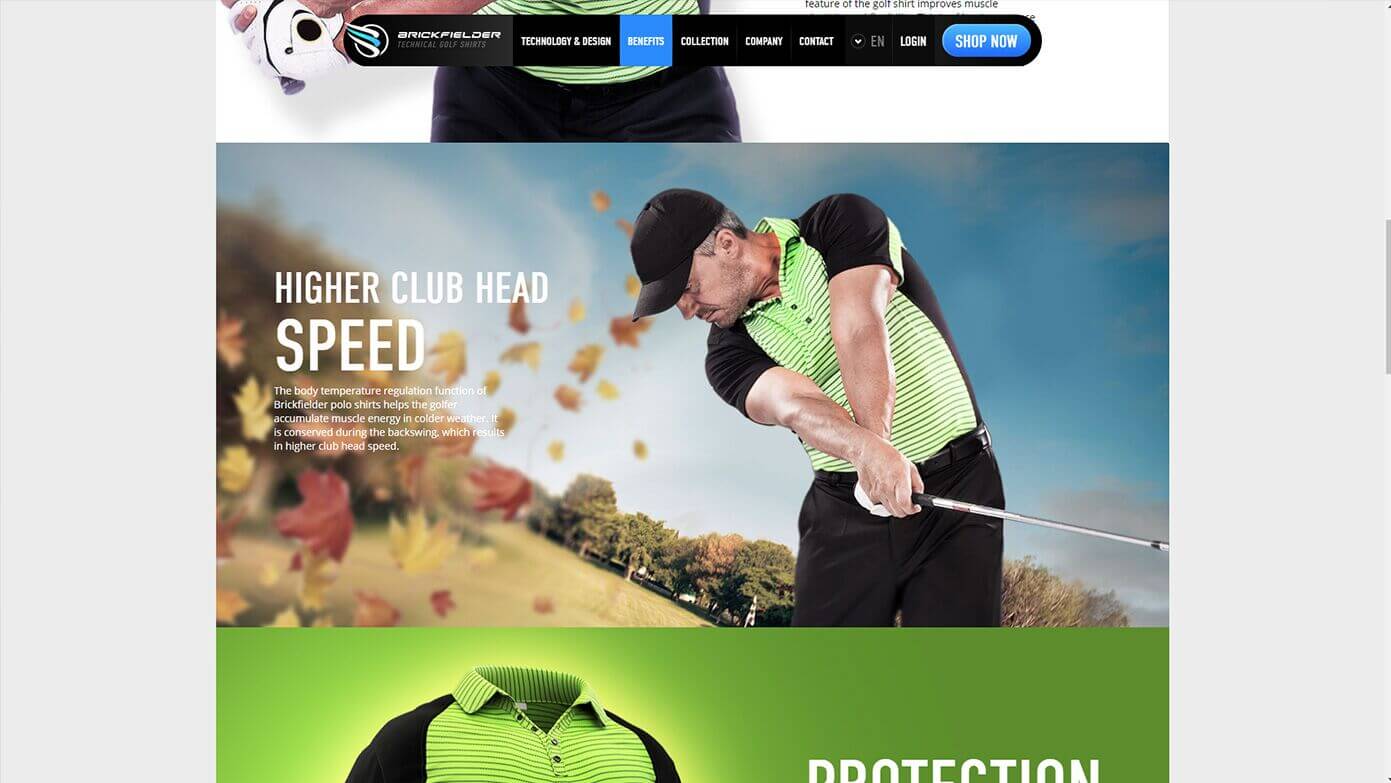 feature of the golf shirt improves muscle
BRICKFIELDER
TECHNICAL GOLF SHIRTS
TECHNOLOGY & DESIGN
BENEFITS
COLLECTION
COMPANY
CONTACT
EN
LOGIN
SHOP NOW
HIGHER CLUB HEAD
SPEED
The body temperature regulation function of
Brickfielder polo shirts helps the golfer
accumulate muscle energy in colder weather. It
is conserved during the backswing, which results
in higher club head speed.
PROTECTION